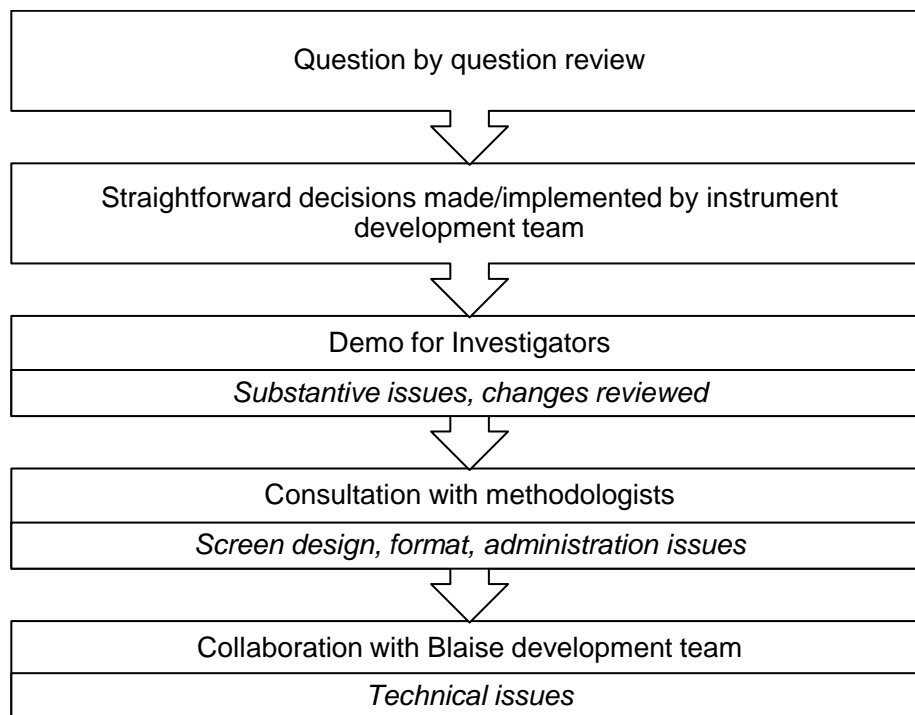 Question by question review
Straightforward decisions made/implemented by instrument
development team
Demo for Investigators
Substantive issues, changes reviewed
Consultation with methodologists
Screen design, format, administration issues
Collaboration with Blaise development team
Technical issues